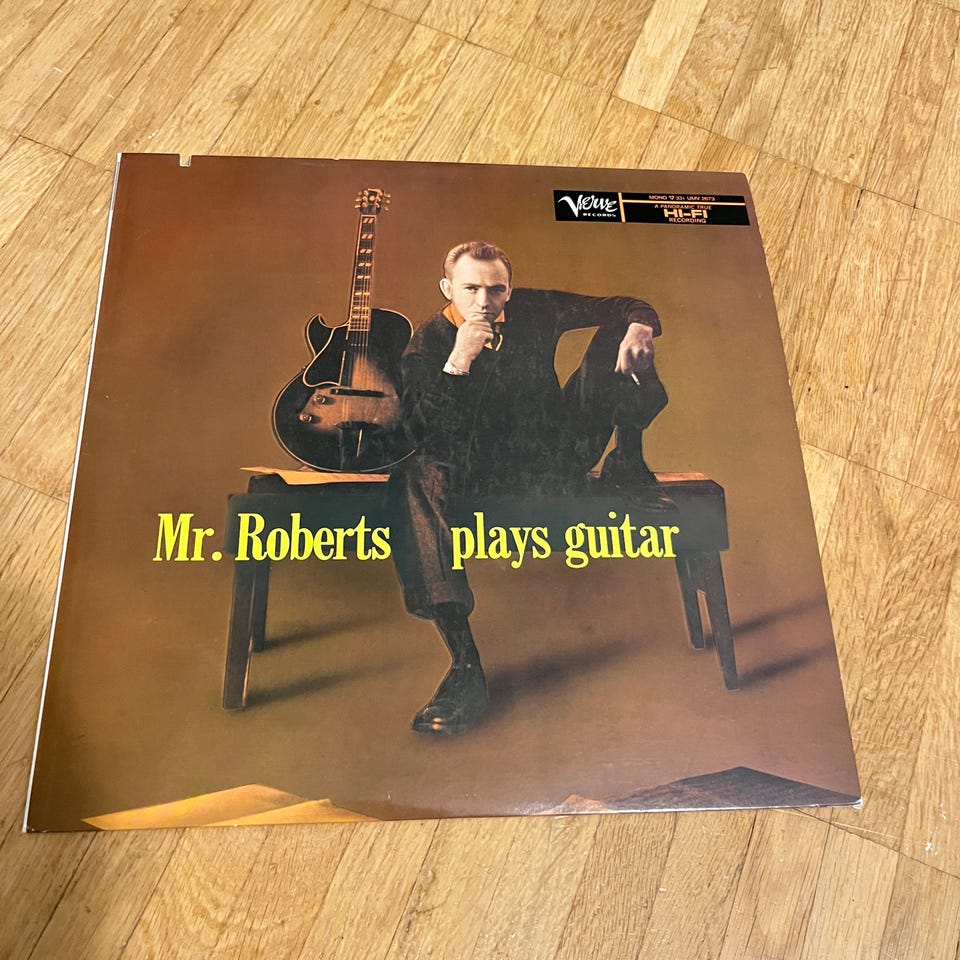 Verve
RECORDS
MONO 33⅓ UMV 2673
A PANORAMIC TRUE
HI-FI
RECORDING
Mr. Roberts plays guitar